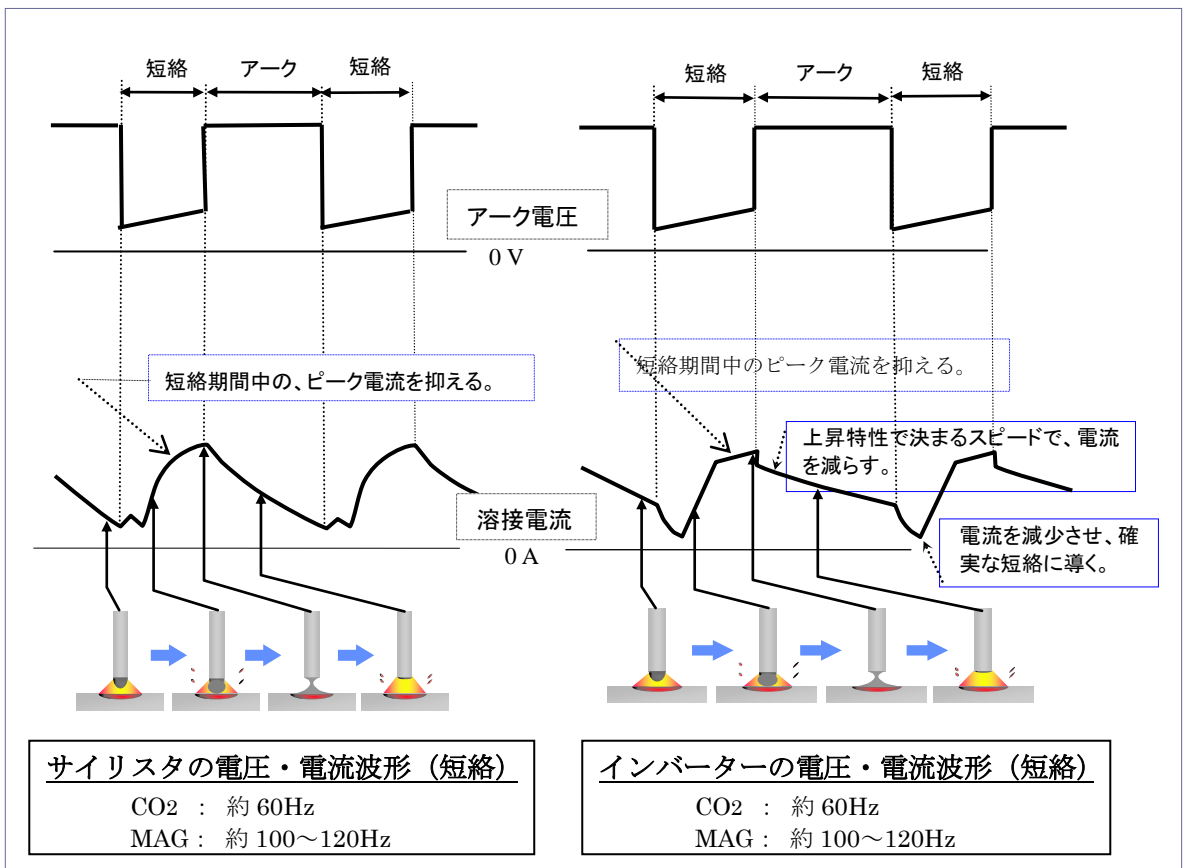 短絡
アーク
短絡
短絡
アーク
短絡
アーク電圧
0 V
短絡期間中の、ピーク電流を抑える。
短絡期間中のピーク電流を抑える。
上昇特性で決まるスピードで、電流
を減らす。
溶接電流
0 A
電流を減少させ、確
実な短絡に導く。
サイリスタの電圧・電流波形（短絡）
CO2 ： 約 60Hz
MAG： 約 100～120Hz
インバーターの電圧・電流波形（短絡）
CO2 ： 約 60Hz
MAG： 約 100～120Hz